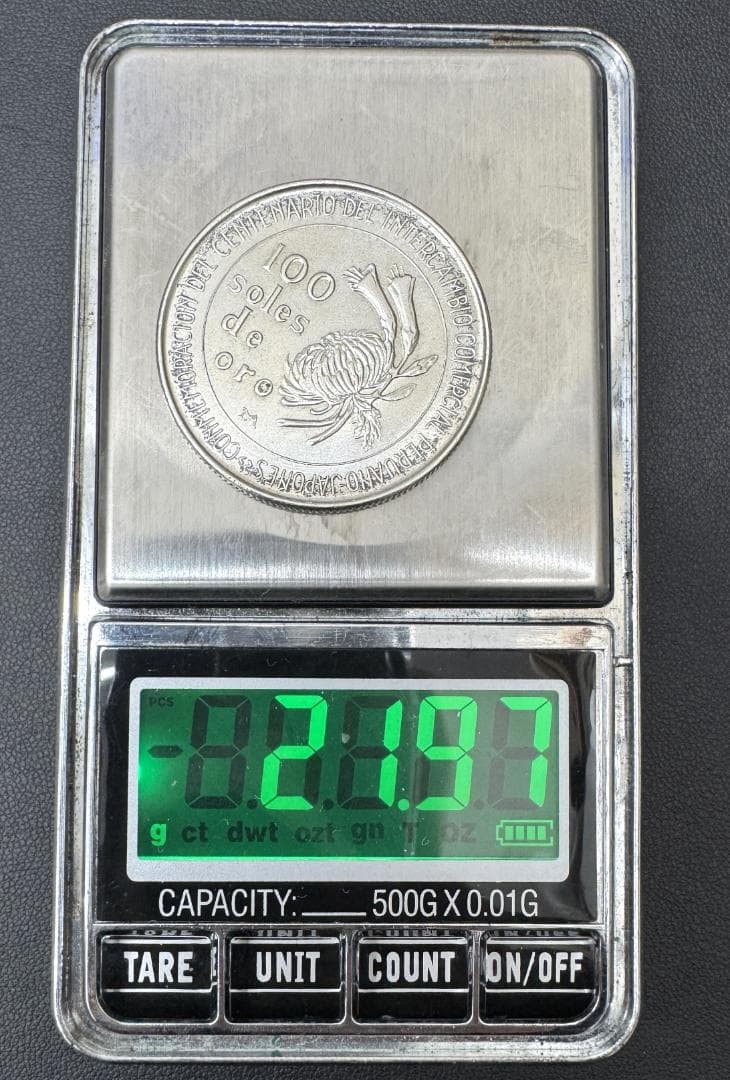 CONMEMORACION DEL CENTENARIO DEL INTERCAMBIO COMERCIAL PERUANO-JAPONES
100
soles
de
oro
PCS
21.97
g ct dwt ozt gn T oz
CAPACITY: 500G X 0.01G
TARE UNIT COUNT ON/OFF